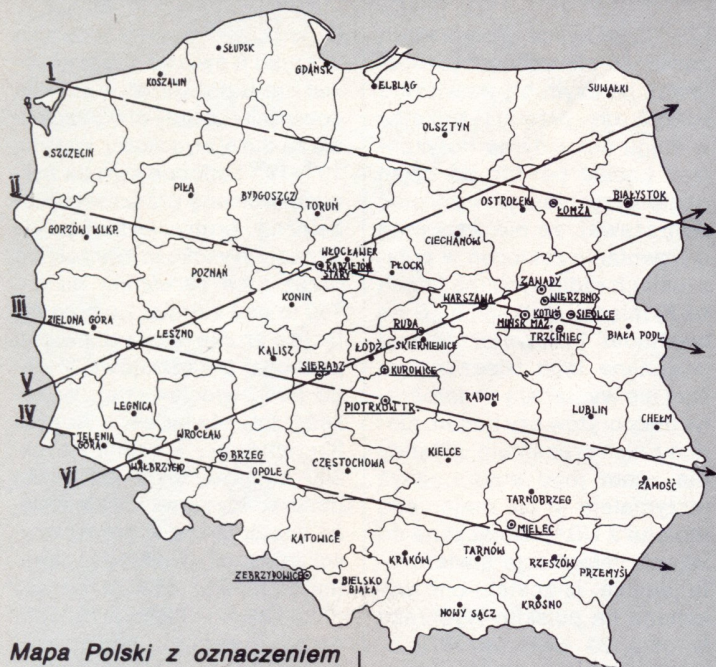 SŁUPSK
GDAŃSK
I
KOSZALIN
ELBLĄG
SUWAŁKI
OLSZTYN
SZCZECIN
II
PIŁA
BYDGOSZCZ
TORUŃ
OSTROŁĘKA
ŁOMŻA
BIAŁYSTOK
GORZÓW WLKP.
CIECHANÓW
WŁOCŁAWEK
RADZIEJÓW
STARY
PŁOCK
POZNAŃ
ZAWADY
WIERZBNO
KONIN
WARSZAWA
III
MIŃSK MAZ.
KOTUŃ
SIEDLCE
ZIELONA GÓRA
RUDA
TRZCINIEC
BIAŁA PODL.
LESZNO
SKIERNIEWICE
KALISZ
ŁÓDŹ
V
SIERADZ
KUROWICE
LEGNICA
PIOTRKÓW TR.
RADOM
LUBLIN
CHEŁM
IV
WROCŁAW
JELENIA
GÓRA
BRZEG
KIELCE
VI
WAŁBRZYCH
OPOLE
CZĘSTOCHOWA
ZAMOŚĆ
TARNOBRZEG
MIELEC
KATOWICE
KRAKÓW
TARNÓW
RZESZÓW
PRZEMYŚL
ZEBRZYDOWICE
BIELSKO
-BIAŁA
NOWY SĄCZ
KROSNO
Mapa Polski z oznaczeniem